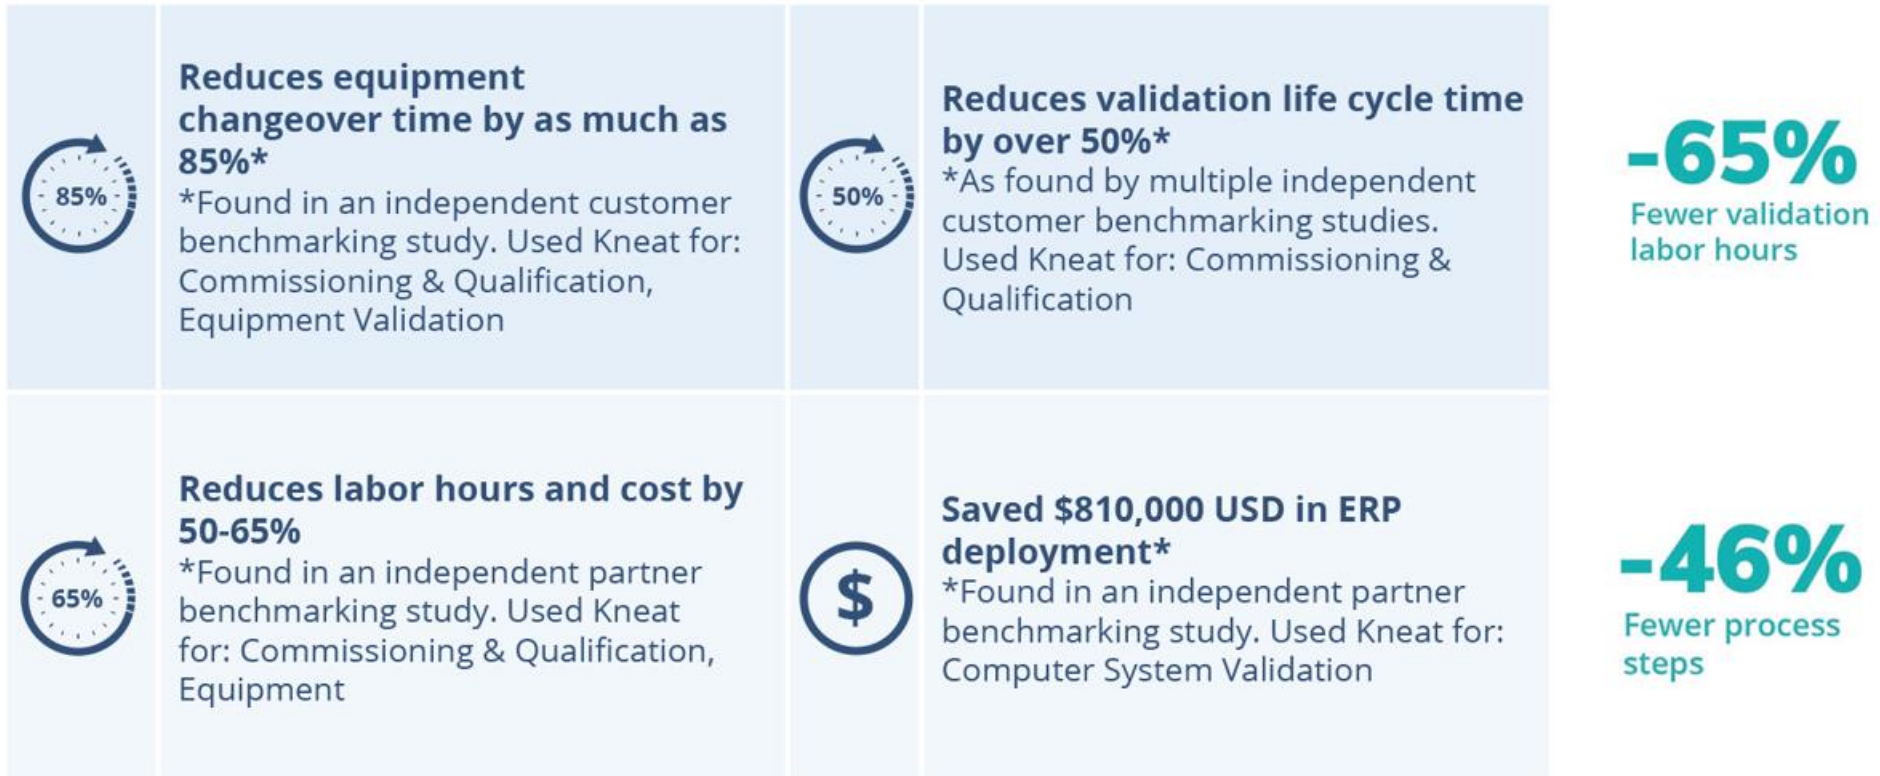 85%
Reduces equipment
changeover time by as much as
85%*
*Found in an independent customer
benchmarking study. Used Kneat for:
Commissioning & Qualification,
Equipment Validation
50%
Reduces validation life cycle time
by over 50%*
*As found by multiple independent
customer benchmarking studies.
Used Kneat for: Commissioning &
Qualification
-65%
Fewer validation
labor hours
65%
Reduces labor hours and cost by
50-65%
*Found in an independent partner
benchmarking study. Used Kneat
for: Commissioning & Qualification,
Equipment
$
Saved $810,000 USD in ERP
deployment*
*Found in an independent partner
benchmarking study. Used Kneat for:
Computer System Validation
-46%
Fewer process
steps